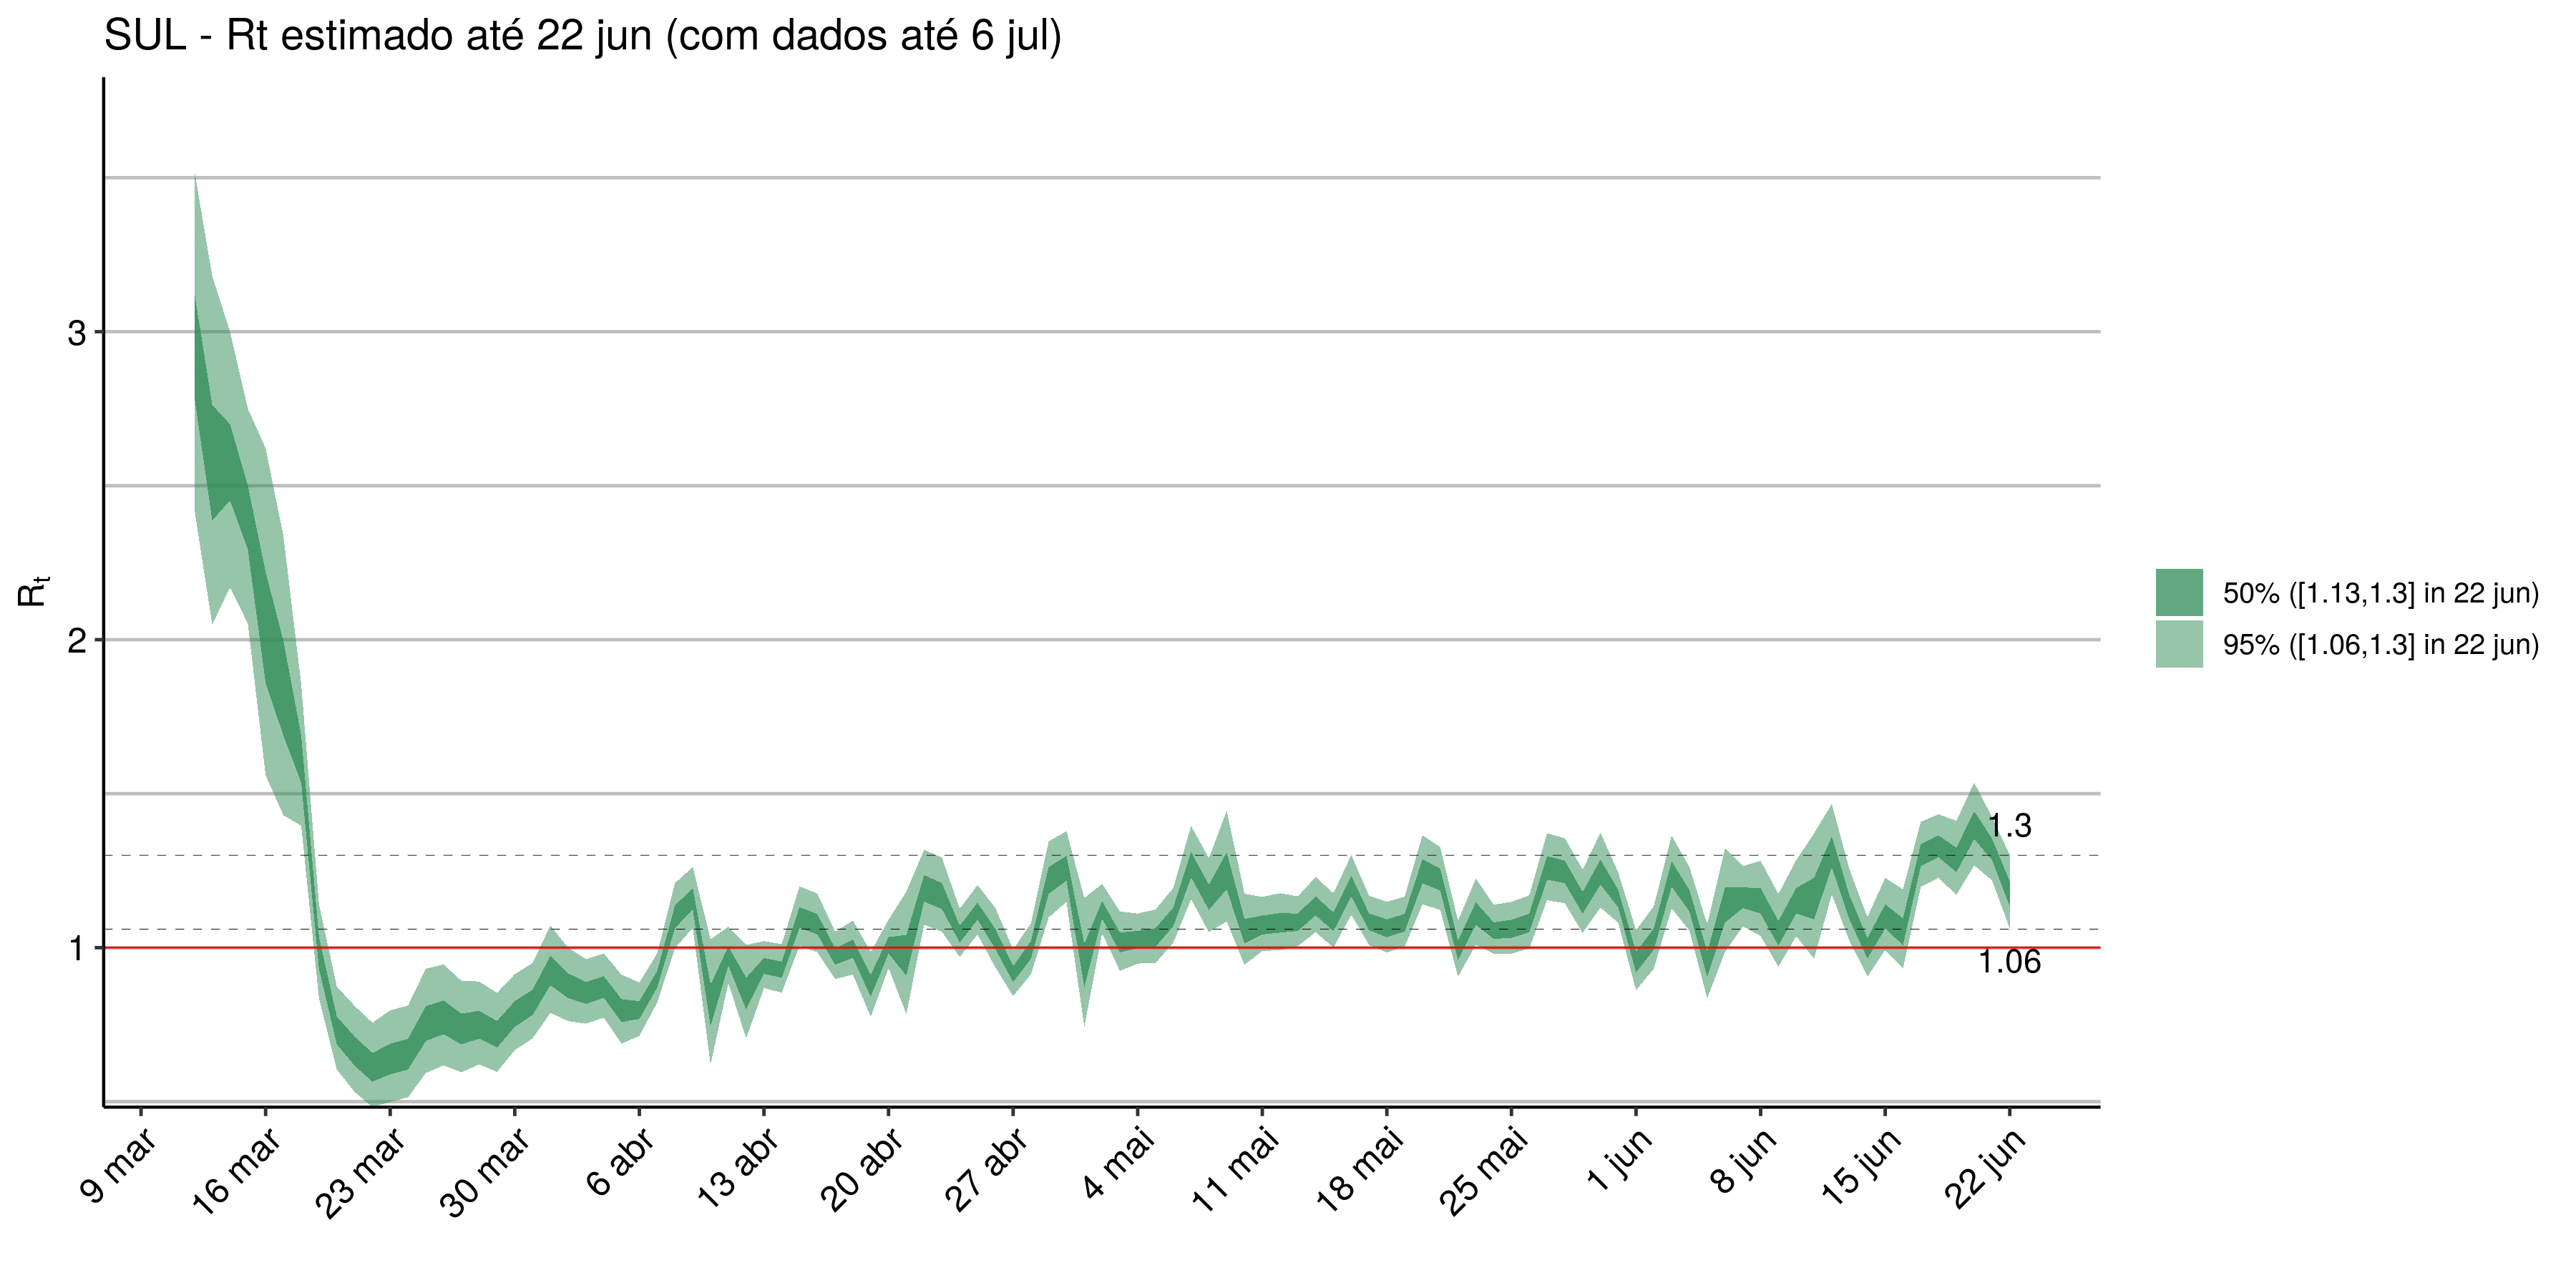 SUL - Rt estimado até 22 jun (com dados até 6 jul)
3
2
1
Rt
1.3
1.06
50% ([1.13,1.3] in 22 jun)
95% ([1.06,1.3] in 22 jun)
9 mar
16 mar
23 mar
30 mar
6 abr
13 abr
20 abr
27 abr
4 mai
11 mai
18 mai
25 mai
1 jun
8 jun
15 jun
22 jun